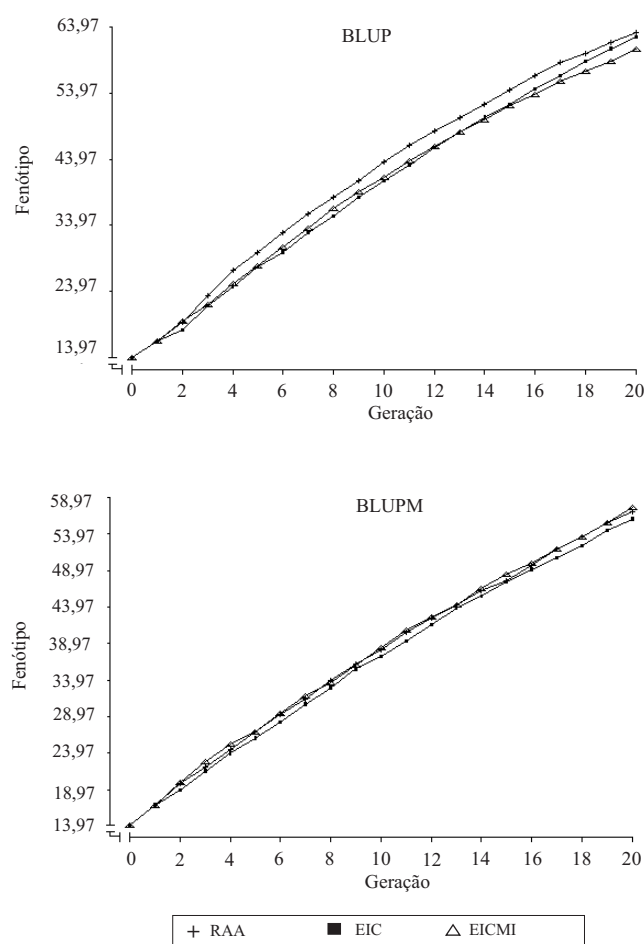 BLUP
63,97
53,97
43,97
33,97
23,97
13,97
Fenótipo
0 2 4 6 8 10 12 14 16 18 20
Geração
BLUPM
58,97
53,97
48,97
43,97
38,97
33,97
28,97
23,97
18,97
13,97
Fenótipo
0 2 4 6 8 10 12 14 16 18 20
Geração
RAA EIC EICMI